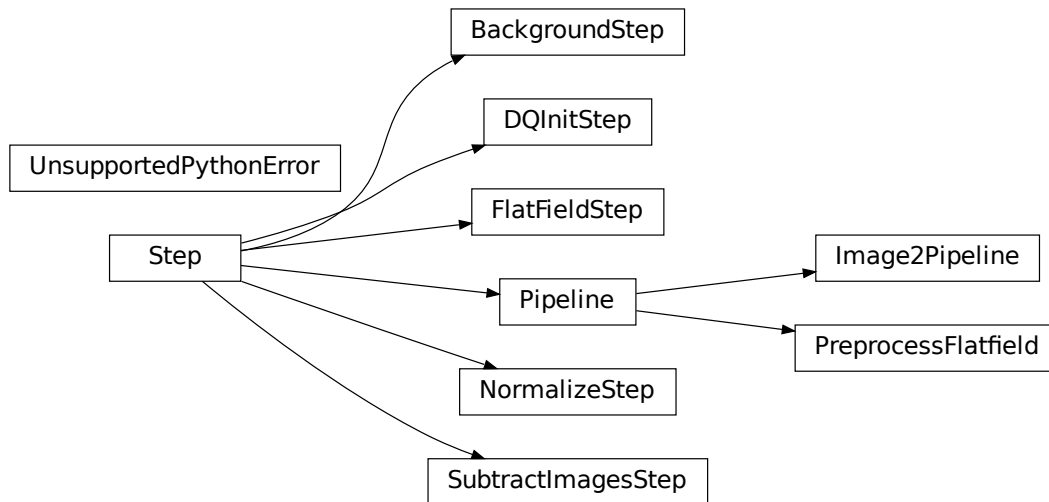 BackgroundStep
DQInitStep
UnsupportedPythonError
FlatFieldStep
Step
Image2Pipeline
Pipeline
PreprocessFlatfield
NormalizeStep
SubtractImagesStep